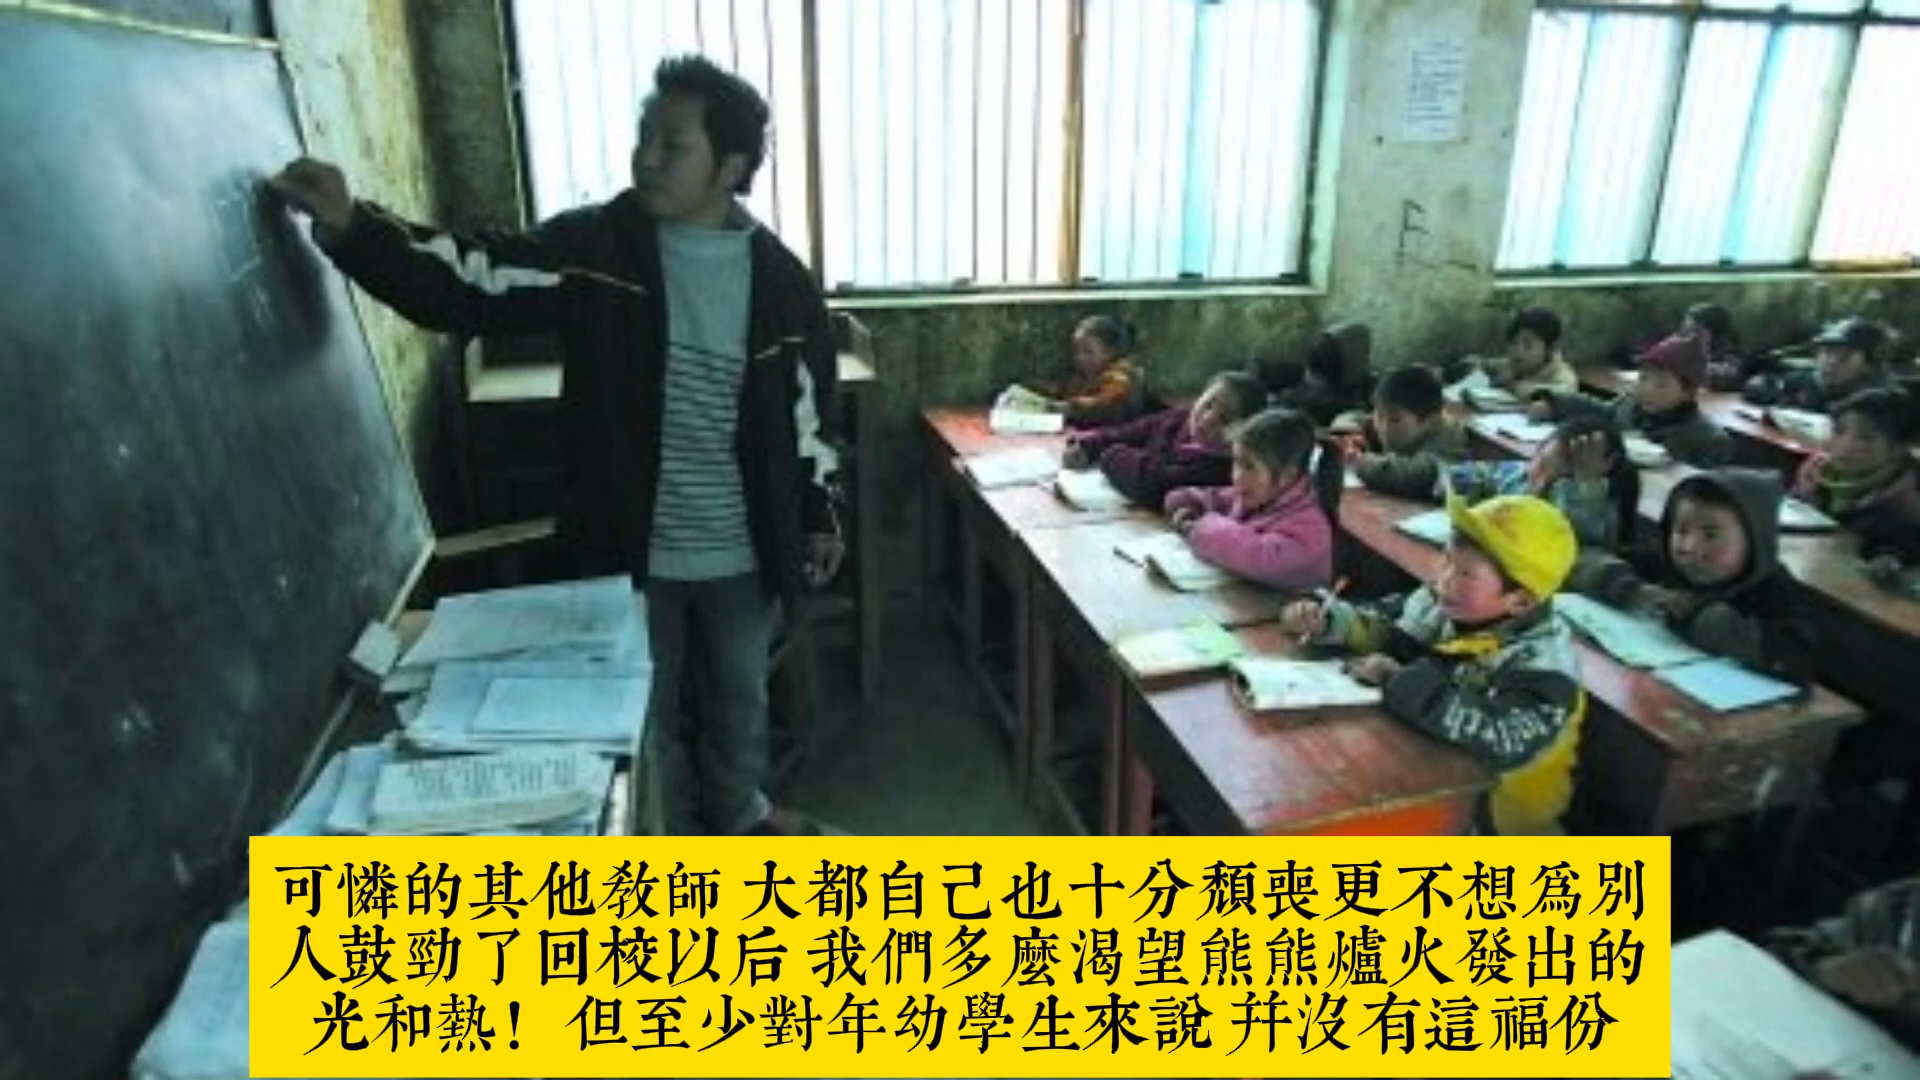 可憐的其他教師 大都自己也十分頹喪更不想爲別
人鼓勁了回校以后 我們多麽渴望熊熊爐火發出的
光和熱！ 但至少對年幼學生來說 并沒有這福份